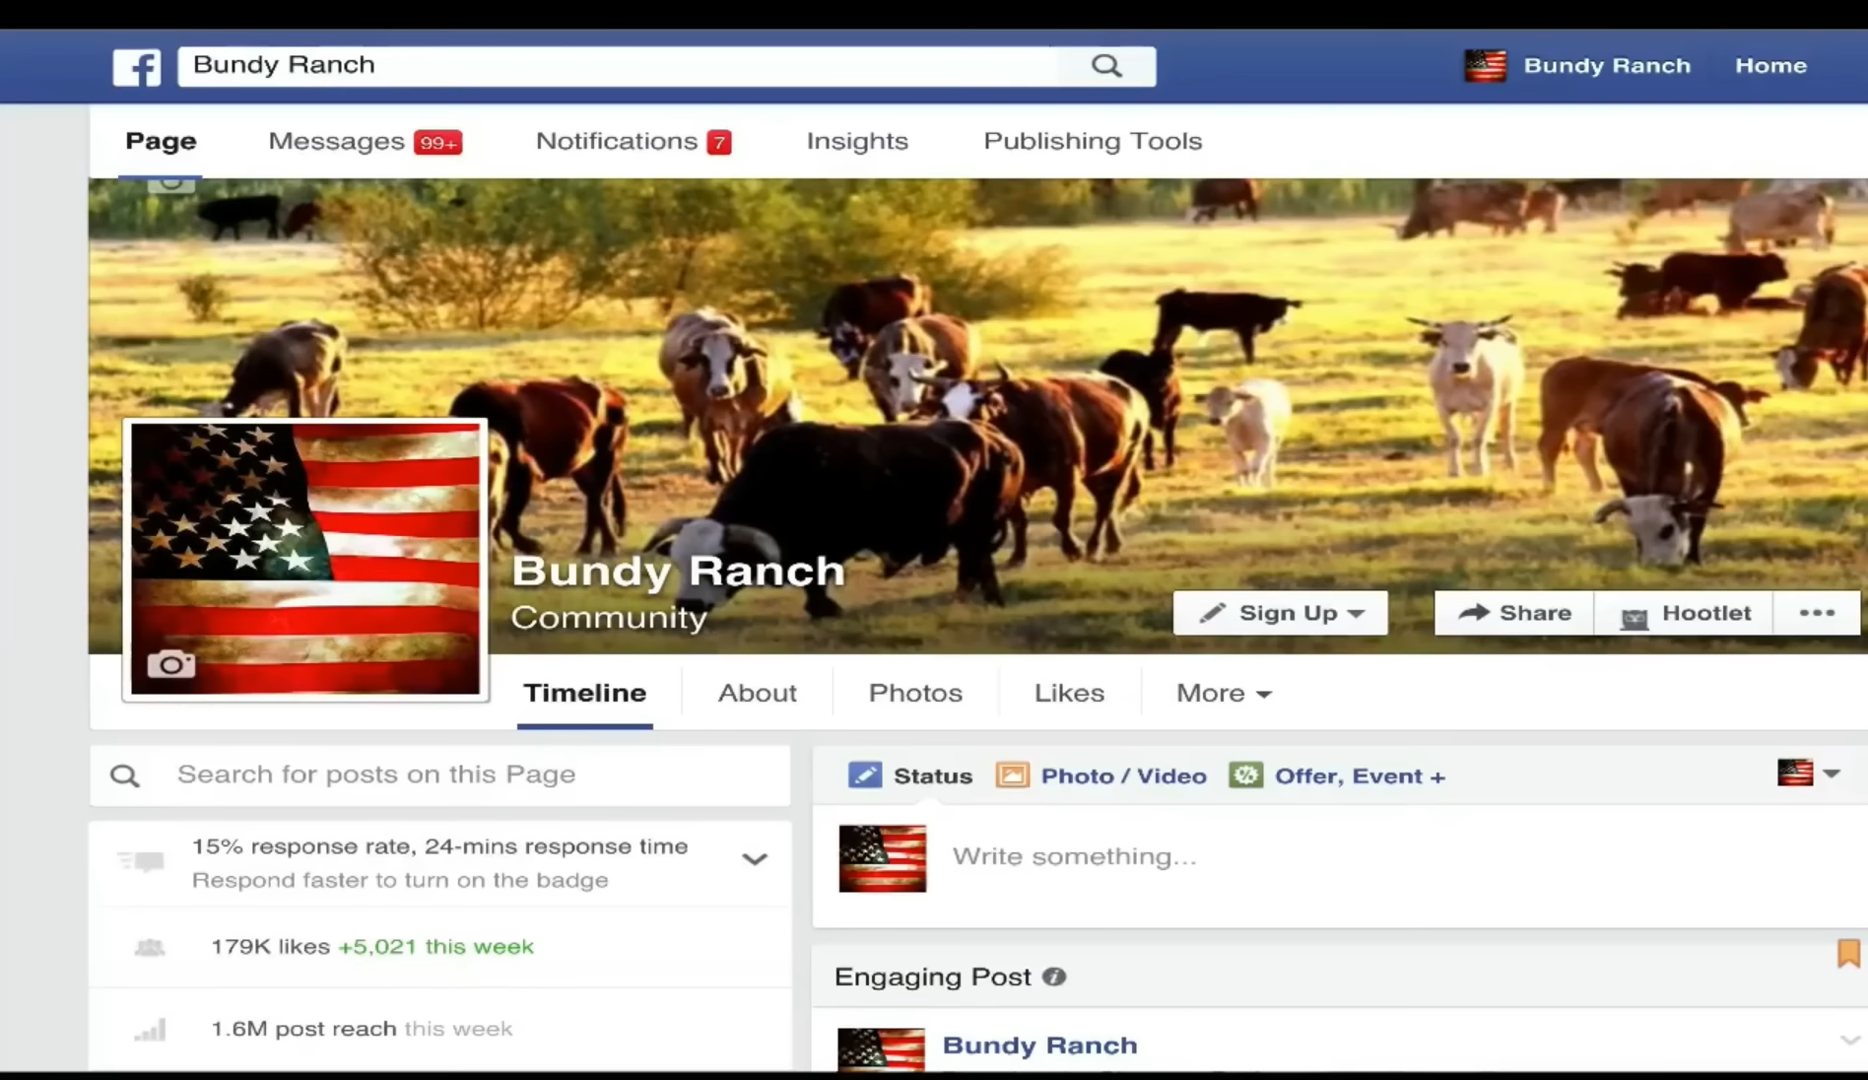 Bundy Ranch
Bundy Ranch Home
Page Messages 99+ Notifications 7 Insights Publishing Tools
Bundy Ranch
Community
Sign Up Share Hootlet
Timeline About Photos Likes More
Search for posts on this Page
15% response rate, 24-mins response time
Respond faster to turn on the badge
179K likes +5,021 this week
1.6M post reach this week
Status Photo / Video Offer, Event +
Write something...
Engaging Post
Bundy Ranch